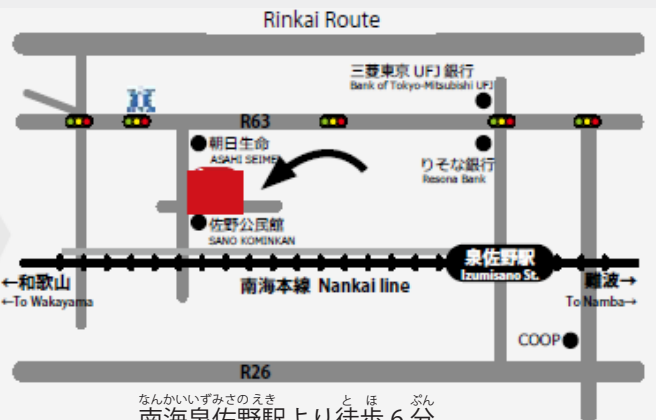 Rinkai Route
三菱東京 UFJ 銀行
Bank of Tokyo-Mitsubishi UFJ
R63
朝日生命
ASAHI SEIMEI
りそな銀行
Resona Bank
佐野公民館
SANO KOMINKAN
泉佐野駅
Izumisano St.
←和歌山
←To Wakayama
南海本線 Nankai line
難波→
To Namba→
COOP
R26
なんかいいずみさのえき とほ ぷん
南海泉佐野駅より徒歩6分